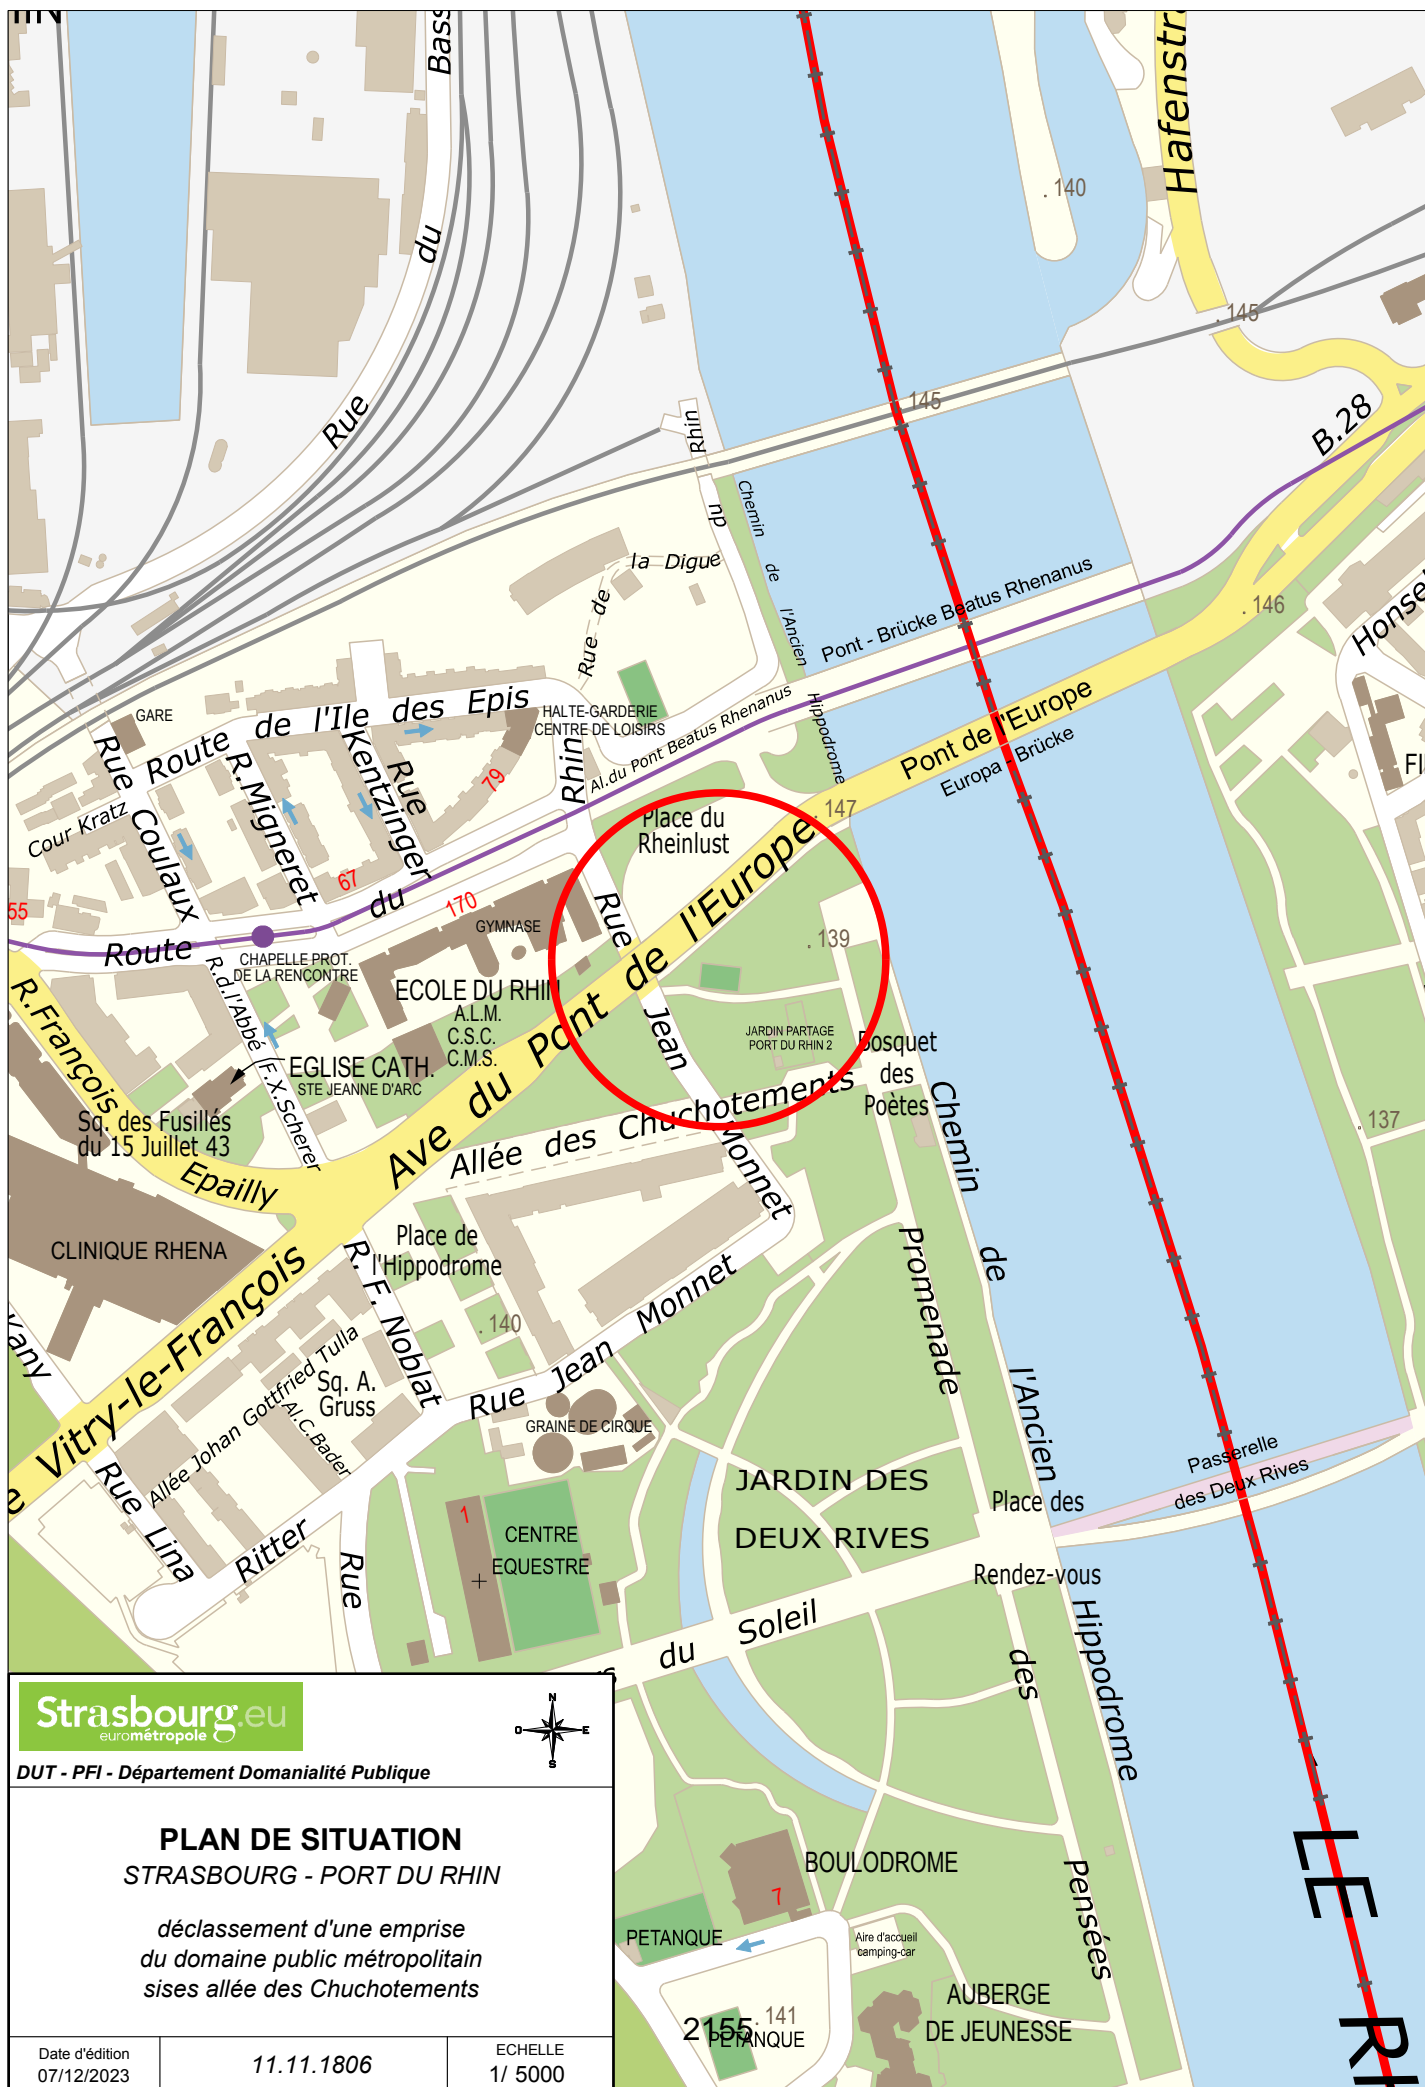 Bass
du
Rue
Hafenstr
. 140
. 145
145
B.28
Rhin
du
Chemin
de
l'Ancien
Hippodrome
la Digue
Rue de
Pont - Brücke Beatus Rhenanus
. 146
Honsel
Pont de l'Europe
Europa - Brücke
GARE
Route de l'Ile des Epis
HALTE-GARDERIE
CENTRE DE LOISIRS
Rhin
Al.du Pont Beatus Rhenanus
Rue Coulaux
R.Migneret
Rue
Kentzinger
79
Cour Kratz
67
55
170
Route
du
. 147
Place du
Rheinlust
GYMNASE
CHAPELLE PROT.
DE LA RENCONTRE
ECOLE DU RHIN
A.L.M.
C.S.C.
C.M.S.
Rue Jean Monnet
. 139
JARDIN PARTAGE
PORT DU RHIN 2
Bosquet
des
Poètes
R.François
Epailly
R.d.l'Abbé F.X.Scherer
EGLISE CATH.
STE JEANNE D'ARC
Sq. des Fusillés
du 15 Juillet 43
Ave du Pont de l'Europe
Allée des Chuchotements
Chemin
de
l'Ancien
Hippodrome
. 137
CLINIQUE RHENA
Place de
l'Hippodrome
. 140
R. F. Noblat
Rue Jean Monnet
Promenade
des
Pensées
Kany
e Vitry-le-François
Allée Johan Gottfried Tulla
Al.C.Bader
Sq. A.
Gruss
Rue Lina
Ritter
Rue
GRAINE DE CIRQUE
1
CENTRE
EQUESTRE
JARDIN DES
DEUX RIVES
Place des
Rendez-vous
Passerelle
des Deux Rives
du Soleil
BOULODROME
7
PETANQUE
Aire d'accueil
camping-car
AUBERGE
DE JEUNESSE
2155
. 141
PETANQUE
LE
Strasbourg.eu
eurométropole
N
O
E
S
DUT - PFI - Département Domanialité Publique
PLAN DE SITUATION
STRASBOURG - PORT DU RHIN
déclassement d'une emprise
du domaine public métropolitain
sises allée des Chuchotements
Date d'édition
07/12/2023
11.11.1806
ECHELLE
1/ 5000